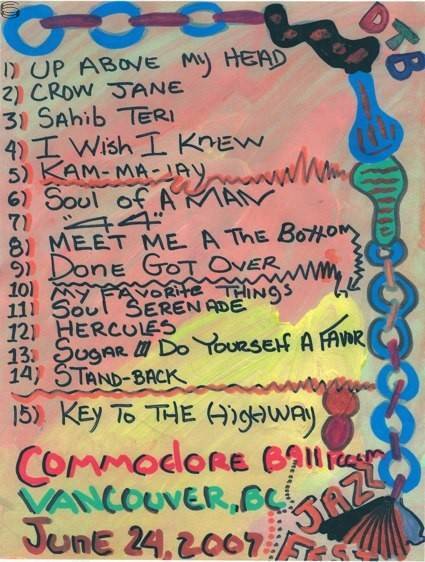 DTB
1) UP ABOVE My HEAD
2) CROW JANE
3) Sahib TERI
4) I Wish I KNEW
5) KAM-MA-LAY
6) Soul of A MAN
7) "44"
8) MEET ME A The Bottom
9) Done GoT OVER
10) My FAVORite THINGS
11) Soul SERENADE
12) HERCULES
13) SUGAR /// Do YourSelf A FAVOR
14) STAND-BACK
15) KEY To THE HigHWAy
COMMODORE BAllroom
VANCOUVER, BC
JunE 24, 2007
JAZZ
FEST